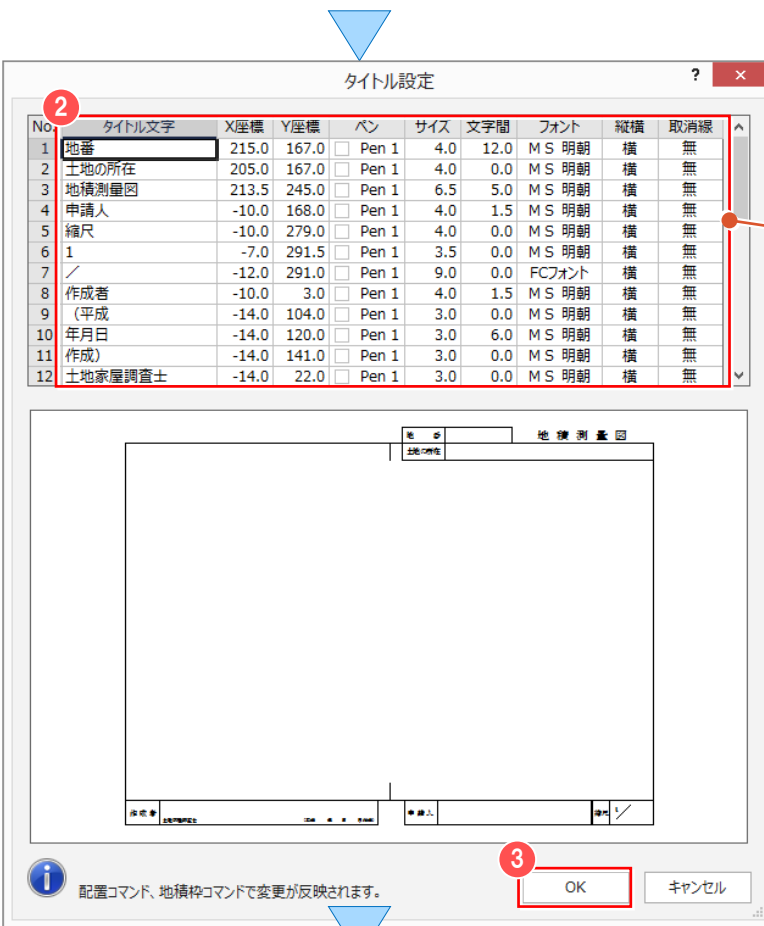 タイトル設定
?
×
2
No. タイトル文字 X座標 Y座標 ペン サイズ 文字間 フォント 縦横 取消線
1 地番 215.0 167.0 Pen 1 4.0 12.0 ＭＳ 明朝 横 無
2 土地の所在 205.0 167.0 Pen 1 4.0 0.0 ＭＳ 明朝 横 無
3 地積測量図 213.5 245.0 Pen 1 6.5 5.0 ＭＳ 明朝 横 無
4 申請人 -10.0 168.0 Pen 1 4.0 1.5 ＭＳ 明朝 横 無
5 縮尺 -10.0 279.0 Pen 1 4.0 0.0 ＭＳ 明朝 横 無
6 1 -7.0 291.5 Pen 1 3.5 0.0 ＭＳ 明朝 横 無
7 ／ -12.0 291.0 Pen 1 9.0 0.0 FCフォント 横 無
8 作成者 -10.0 3.0 Pen 1 4.0 1.5 ＭＳ 明朝 横 無
9 （平成 -14.0 104.0 Pen 1 3.0 0.0 ＭＳ 明朝 横 無
10 年月日 -14.0 120.0 Pen 1 3.0 6.0 ＭＳ 明朝 横 無
11 作成） -14.0 141.0 Pen 1 3.0 0.0 ＭＳ 明朝 横 無
12 土地家屋調査士 -14.0 22.0 Pen 1 3.0 0.0 ＭＳ 明朝 横 無
地 番 地 積 測 量 図
土地の所在
作 成 者 土地家屋調査士 申 請 人 縮尺 1／
3
配置コマンド、地積枠コマンドで変更が反映されます。
OK
キャンセル